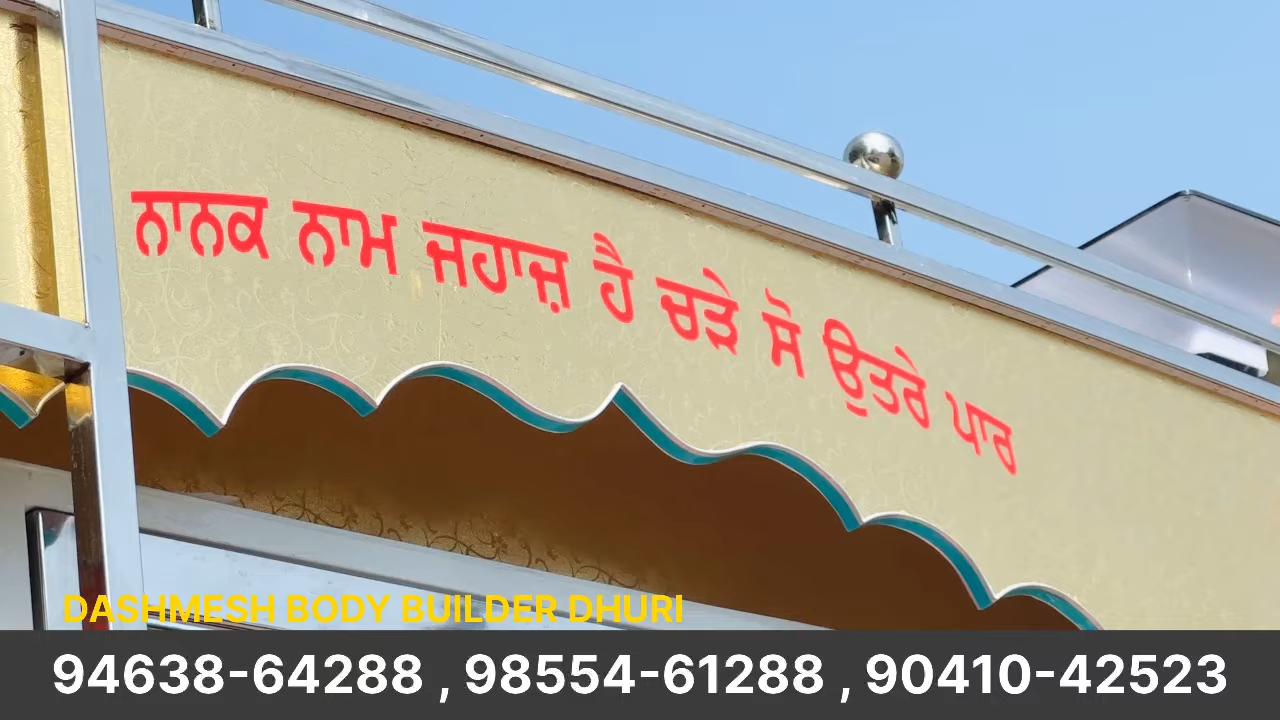 ਨਾਨਕ ਨਾਮ ਜਹਾਜ਼ ਹੈ ਚੜੇ ਸੋ ਉਤਰੇ ਪਾਰ
DASHMESH BODY BUILDER DHURI
94638-64288 , 98554-61288 , 90410-42523